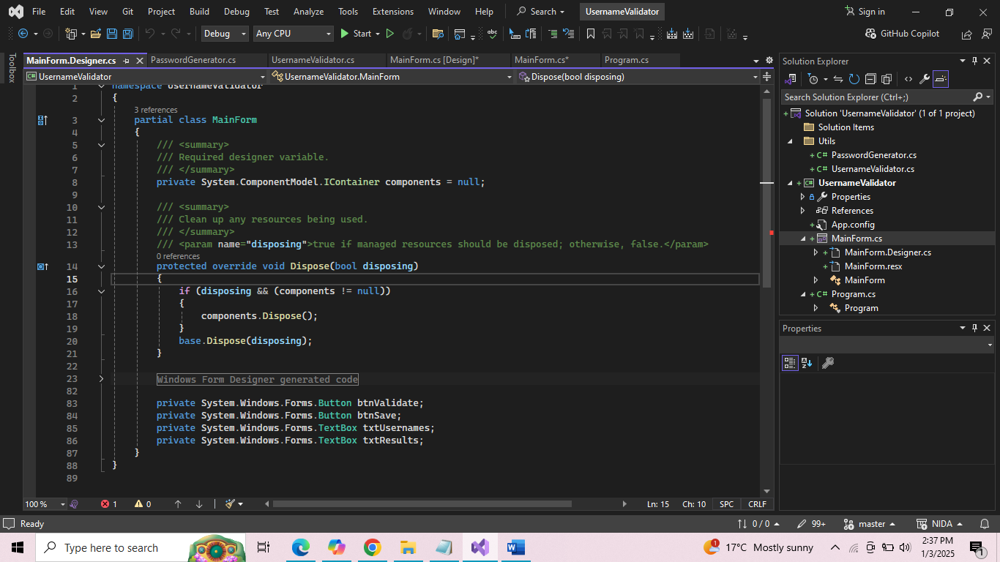 File Edit View Git Project Build Debug Test Analyze Tools Extensions Window Help Search UsernameValidator Sign in
Debug Any CPU Start GitHub Copilot
Toolbox
MainForm.Designer.cs PasswordGenerator.cs UsernameValidator.cs MainForm.cs [Design]* MainForm.cs* Program.cs
UsernameValidator UsernameValidator.MainForm Dispose(bool disposing)
1 namespace UsernameValidator
2 {
3 references
3 partial class MainForm
4 {
5 /// <summary>
6 /// Required designer variable.
7 /// </summary>
8 private System.ComponentModel.IContainer components = null;
9
10 /// <summary>
11 /// Clean up any resources being used.
12 /// </summary>
13 /// <param name="disposing">true if managed resources should be disposed; otherwise, false.</param>
0 references
14 protected override void Dispose(bool disposing)
15 {
16 if (disposing && (components != null))
17 {
18 components.Dispose();
19 }
20 base.Dispose(disposing);
21 }
22
23 Windows Form Designer generated code
82
83 private System.Windows.Forms.Button btnValidate;
84 private System.Windows.Forms.Button btnSave;
85 private System.Windows.Forms.TextBox txtUsernames;
86 private System.Windows.Forms.TextBox txtResults;
87 }
88 }
89
100 % 1 0 Ln: 15 Ch: 10 SPC CRLF
Solution Explorer
Search Solution Explorer (Ctrl+;)
Solution 'UsernameValidator' (1 of 1 project)
Solution Items
Utils
C# PasswordGenerator.cs
C# UsernameValidator.cs
C# UsernameValidator
Properties
References
App.config
MainForm.cs
MainForm.Designer.cs
MainForm.resx
MainForm
C# Program.cs
Program
Properties
Ready 0 / 0 99+ master NIDA
Type here to search 1 17°C Mostly sunny 2:37 PM 1
1/3/2025